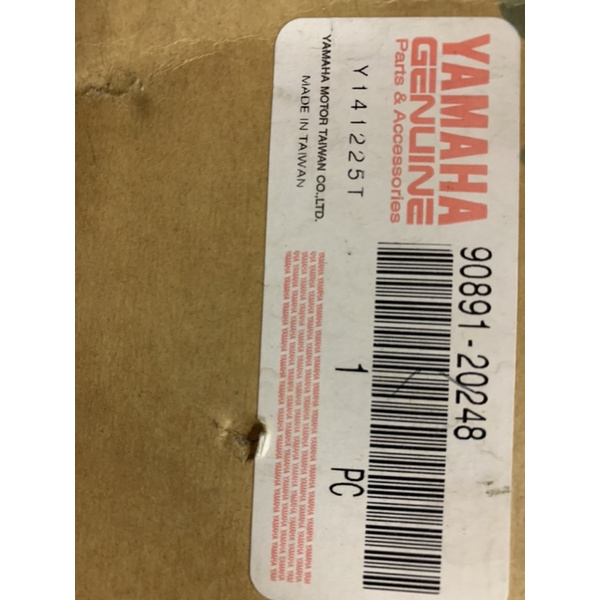 YAMAHA
GENUINE
Parts & Accessories
90891-20248
1 PC
Y141225T
YAMAHA MOTOR TAIWAN CO.,LTD.
MADE IN TAIWAN